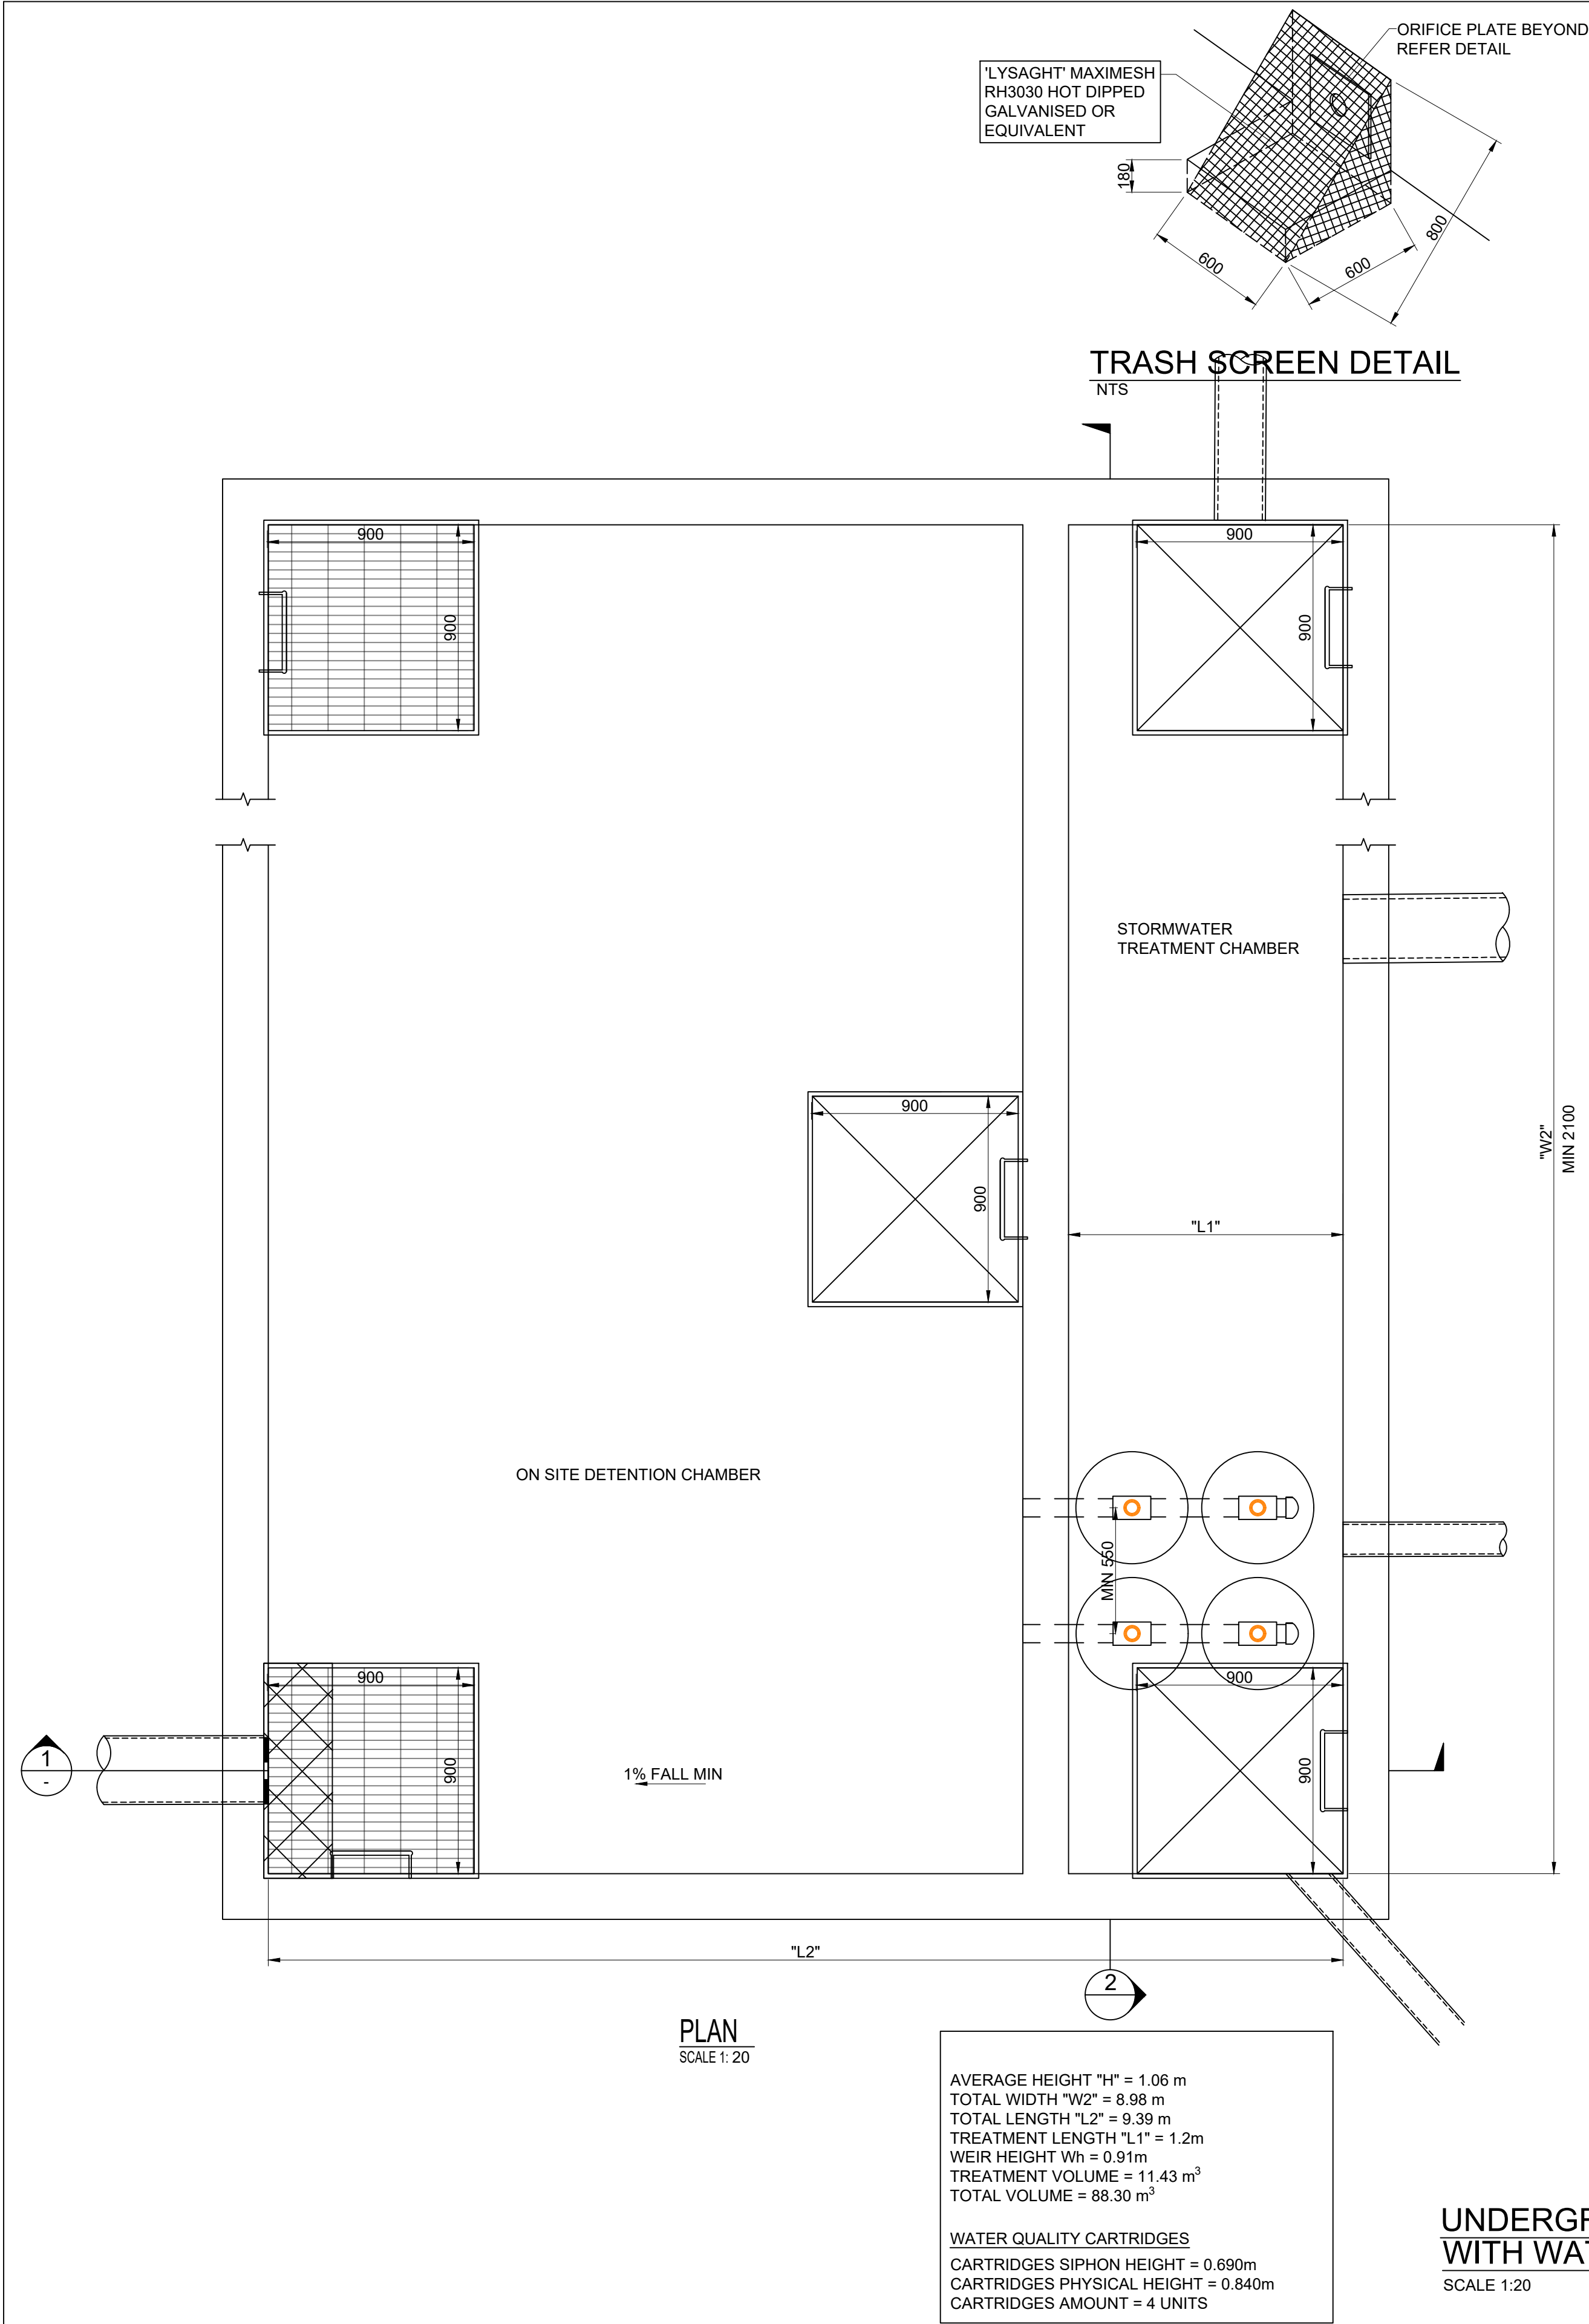 ORIFICE PLATE BEYOND
REFER DETAIL
'LYSAGHT' MAXIMESH
RH3030 HOT DIPPED
GALVANISED OR
EQUIVALENT
180
600
600
800
TRASH SCREEN DETAIL
NTS
900
900
900
900
STORMWATER
TREATMENT CHAMBER
900
900
"W2"
MIN 2100
"L1"
ON SITE DETENTION CHAMBER
MIN 550
900
900
900
900
1
-
1% FALL MIN
"L2"
2
PLAN
SCALE 1: 20
AVERAGE HEIGHT "H" = 1.06 m
TOTAL WIDTH "W2" = 8.98 m
TOTAL LENGTH "L2" = 9.39 m
TREATMENT LENGTH "L1" = 1.2m
WEIR HEIGHT Wh = 0.91m
TREATMENT VOLUME = 11.43 m³
TOTAL VOLUME = 88.30 m³
WATER QUALITY CARTRIDGES
CARTRIDGES SIPHON HEIGHT = 0.690m
CARTRIDGES PHYSICAL HEIGHT = 0.840m
CARTRIDGES AMOUNT = 4 UNITS
WITH
SCALE 1:20